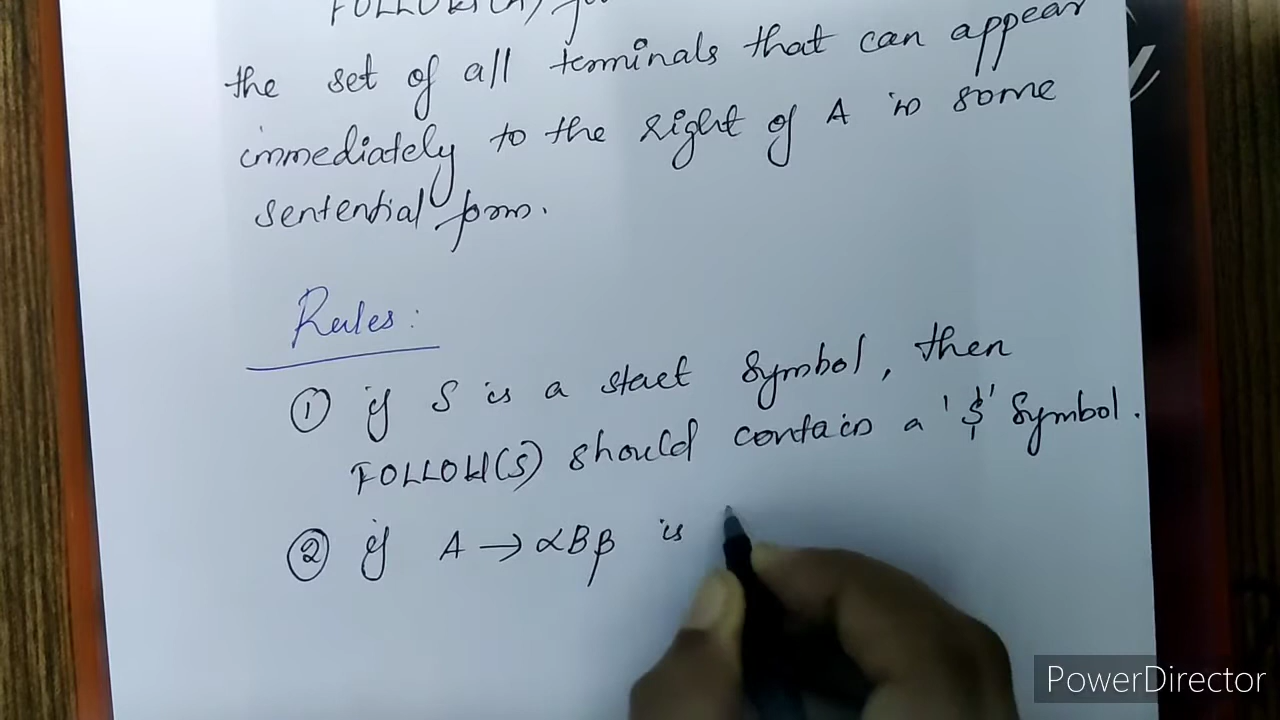 the set of all terminals that can appear
immediately to the right of A in some
sentential form.
Rules:
① if S is a start Symbol, then
FOLLOW(S) should contain a '$' Symbol.
② if A → αBβ is
PowerDirector